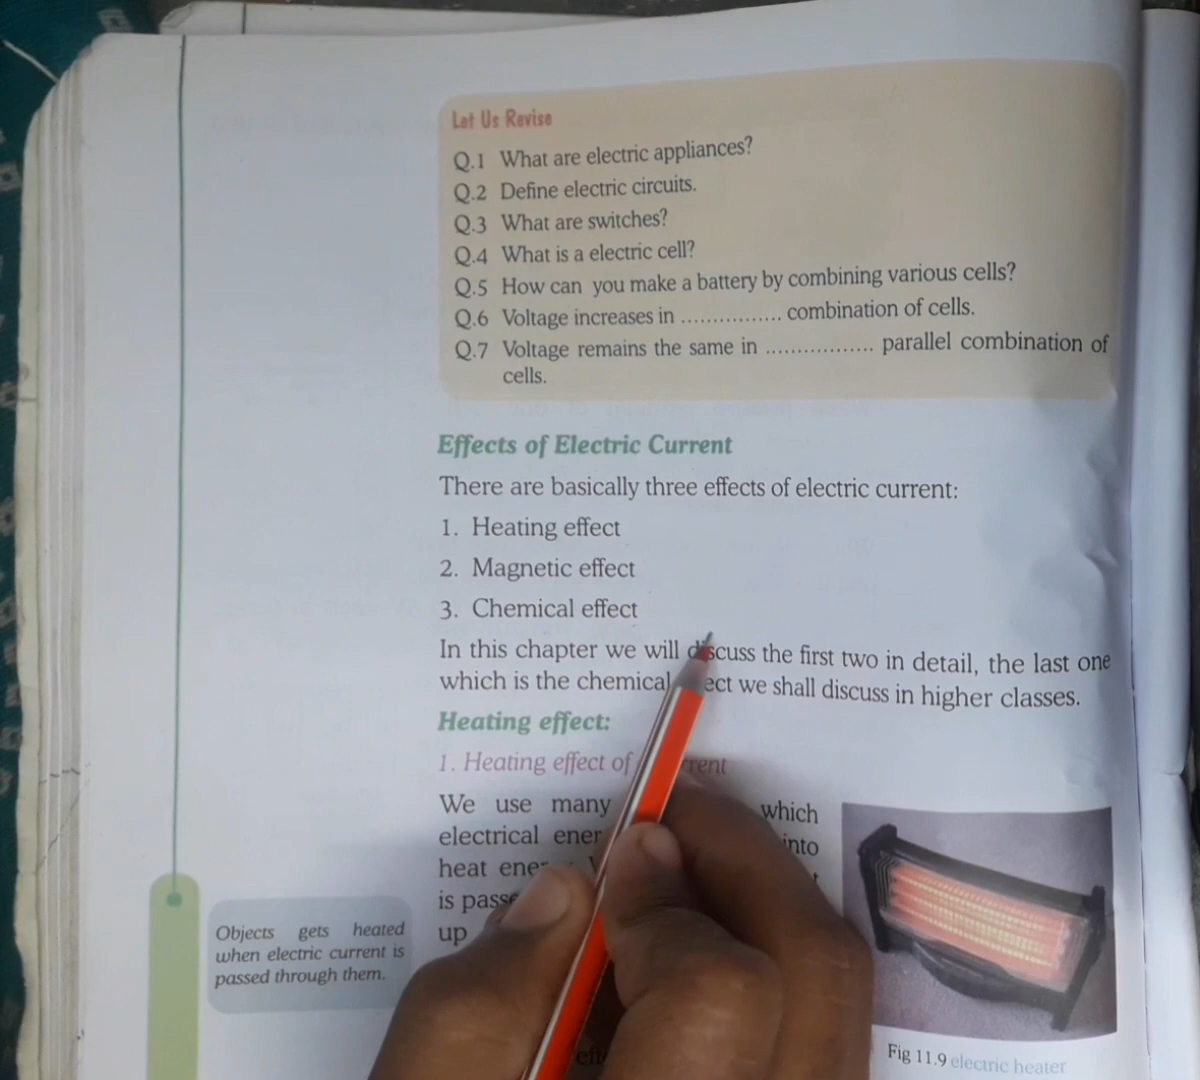 Let Us Revise
Q.1 What are electric appliances?
Q.2 Define electric circuits.
Q.3 What are switches?
Q.4 What is a electric cell?
Q.5 How can you make a battery by combining various cells?
Q.6 Voltage increases in ................ combination of cells.
Q.7 Voltage remains the same in ................. parallel combination of
cells.
Effects of Electric Current
There are basically three effects of electric current:
1. Heating effect
2. Magnetic effect
3. Chemical effect
In this chapter we will discuss the first two in detail, the last one
which is the chemical we shall discuss in higher classes.
Heating effect:
1. Heating effect of
We use many which
electrical into
heat
is
up
Objects gets heated
when electric current is
passed through them.
Fig 11.9 electric heater